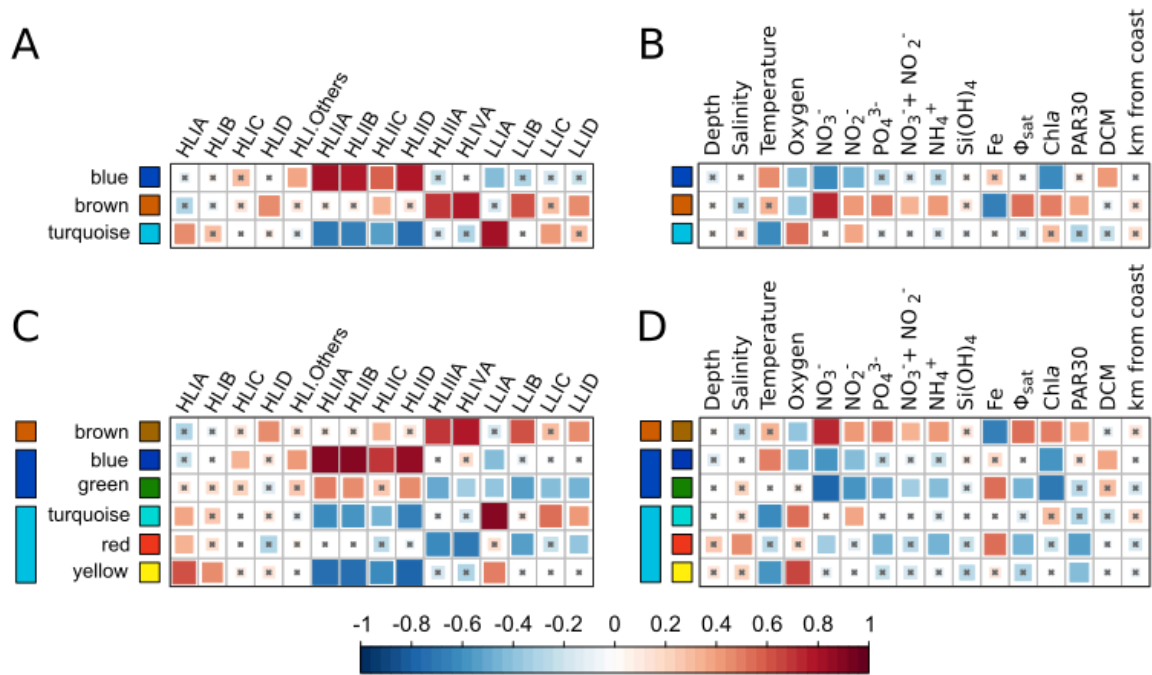 A
HLIA HLIB HLIC HLID HLI.Others HLIIA HLIIB HLIIC HLIID HLIIIA HLIVA LLIA LLIB LLIC LLID
blue
brown
turquoise
B
Depth Salinity Temperature Oxygen NO₃⁻ NO₂⁻ PO₄³⁻ NO₃⁻+ NO₂⁻ NH₄⁺ Si(OH)₄ Fe Φsat Chla PAR30 DCM km from coast
C
HLIA HLIB HLIC HLID HLI.Others HLIIA HLIIB HLIIC HLIID HLIIIA HLIVA LLIA LLIB LLIC LLID
brown
blue
green
turquoise
red
yellow
D
Depth Salinity Temperature Oxygen NO₃⁻ NO₂⁻ PO₄³⁻ NO₃⁻+ NO₂⁻ NH₄⁺ Si(OH)₄ Fe Φsat Chla PAR30 DCM km from coast
-1 -0.8 -0.6 -0.4 -0.2 0 0.2 0.4 0.6 0.8 1